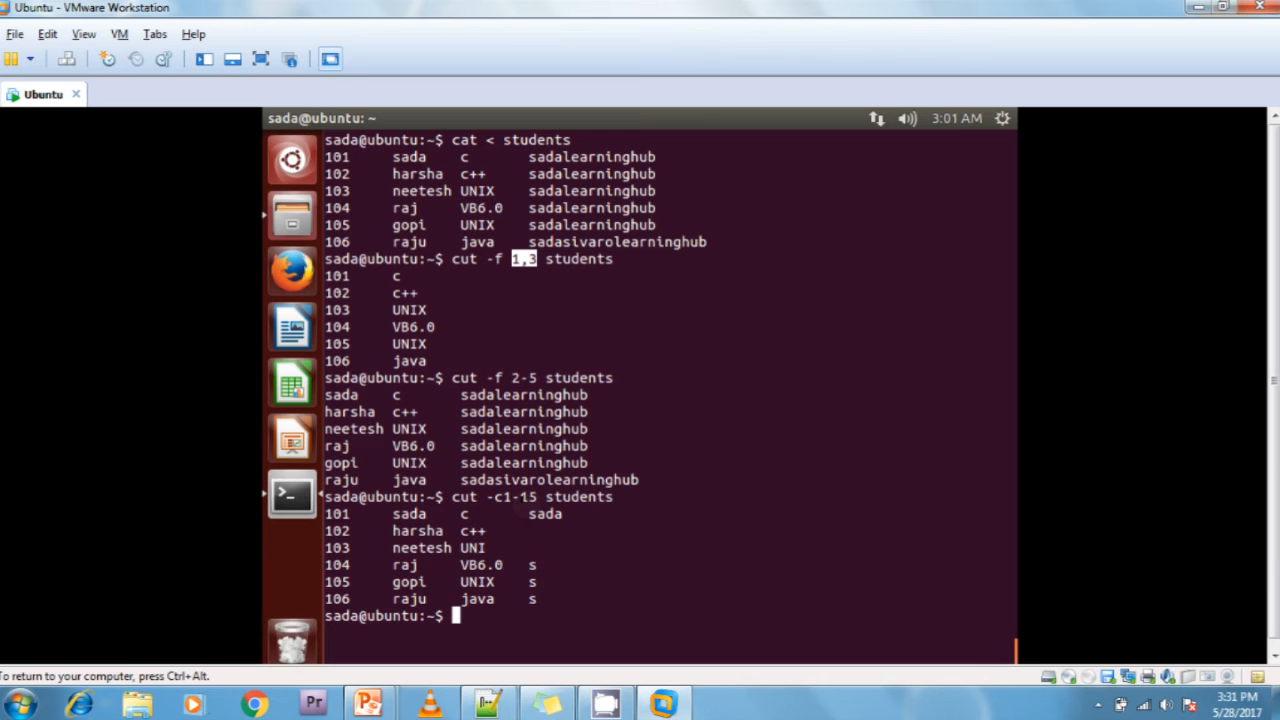 Ubuntu - VMware Workstation
File Edit View VM Tabs Help
Ubuntu
sada@ubuntu: ~ 3:01 AM
sada@ubuntu:~$ cat < students
101 sada c sadalearninghub
102 harsha c++ sadalearninghub
103 neetesh UNIX sadalearninghub
104 raj VB6.0 sadalearninghub
105 gopi UNIX sadalearninghub
106 raju java sadasivarolearninghub
sada@ubuntu:~$ cut -f 1,3 students
101 c
102 c++
103 UNIX
104 VB6.0
105 UNIX
106 java
sada@ubuntu:~$ cut -f 2-5 students
sada c sadalearninghub
harsha c++ sadalearninghub
neetesh UNIX sadalearninghub
raj VB6.0 sadalearninghub
gopi UNIX sadalearninghub
raju java sadasivarolearninghub
sada@ubuntu:~$ cut -c1-15 students
101 sada c sada
102 harsha c++
103 neetesh UNI
104 raj VB6.0 s
105 gopi UNIX s
106 raju java s
sada@ubuntu:~$
To return to your computer, press Ctrl+Alt.
Pr
3:31 PM
5/28/2017